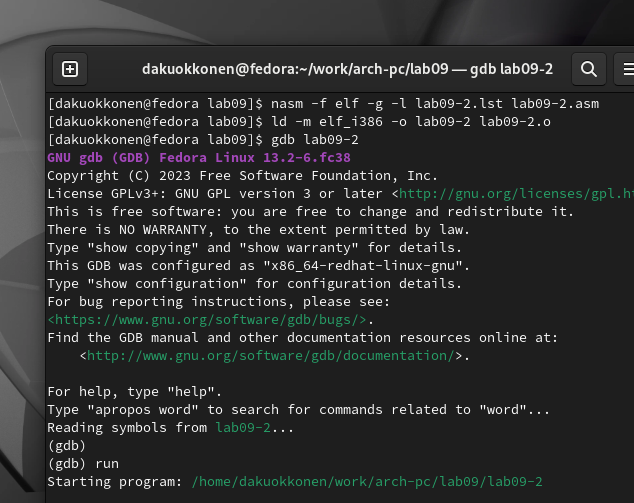 dakuokkonen@fedora:~/work/arch-pc/lab09 — gdb lab09-2
[dakuokkonen@fedora lab09]$ nasm -f elf -g -l lab09-2.lst lab09-2.asm
[dakuokkonen@fedora lab09]$ ld -m elf_i386 -o lab09-2 lab09-2.o
[dakuokkonen@fedora lab09]$ gdb lab09-2
GNU gdb (GDB) Fedora Linux 13.2-6.fc38
Copyright (C) 2023 Free Software Foundation, Inc.
License GPLv3+: GNU GPL version 3 or later <http://gnu.org/licenses/gpl.h
This is free software: you are free to change and redistribute it.
There is NO WARRANTY, to the extent permitted by law.
Type "show copying" and "show warranty" for details.
This GDB was configured as "x86_64-redhat-linux-gnu".
Type "show configuration" for configuration details.
For bug reporting instructions, please see:
<https://www.gnu.org/software/gdb/bugs/>.
Find the GDB manual and other documentation resources online at:
    <http://www.gnu.org/software/gdb/documentation/>.

For help, type "help".
Type "apropos word" to search for commands related to "word"...
Reading symbols from lab09-2...
(gdb)
(gdb) run
Starting program: /home/dakuokkonen/work/arch-pc/lab09/lab09-2